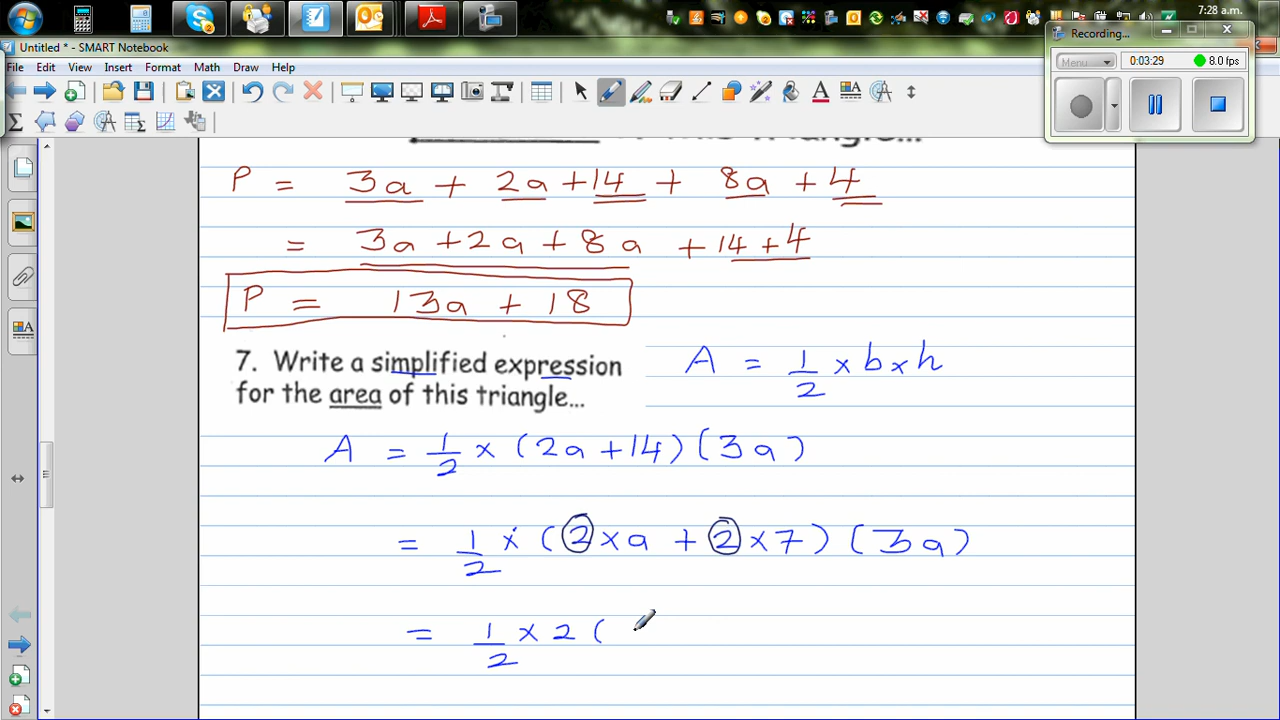 7:28 a.m.
Untitled * - SMART Notebook
Recording...
File Edit View Insert Format Math Draw Help
Menu 0:03:29 8.0 fps
P = 3a + 2a +14 + 8a + 4
= 3a +2a + 8a +14 +4
P = 13a + 18
7. Write a simplified expression
for the area of this triangle...
A = 1/2 × b × h
A = 1/2 × (2a +14) (3a)
= 1/2 × (2 × a + 2 × 7) (3a)
= 1/2 × 2 (